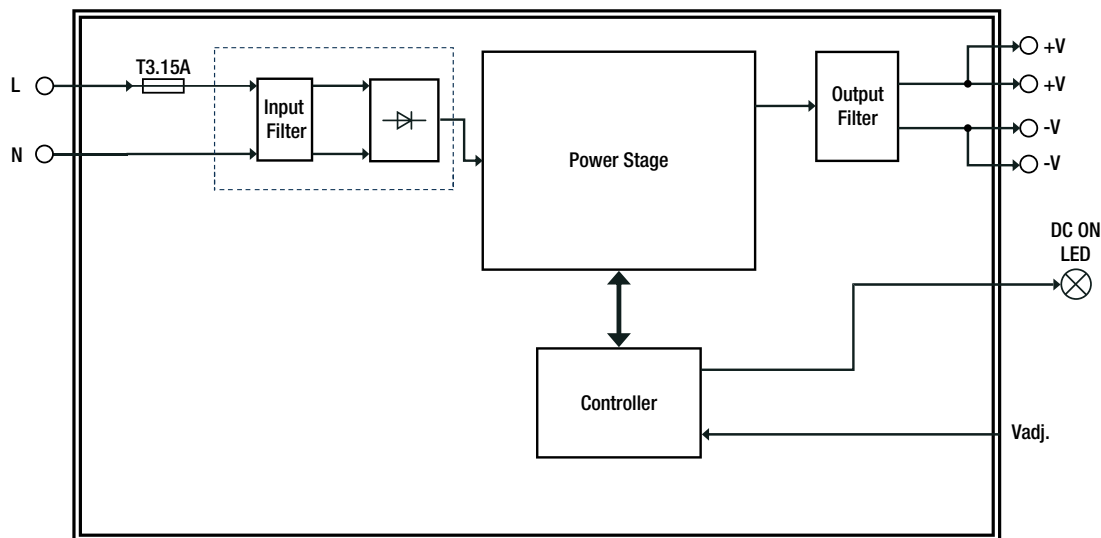 T3.15A
L
N
Input
Filter
Power Stage
Output
Filter
+V
+V
-V
-V
DC ON
LED
Controller
Vadj.